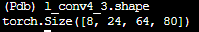 (Pdb) l_conv4_3.shape
torch.Size([8, 24, 64, 80])